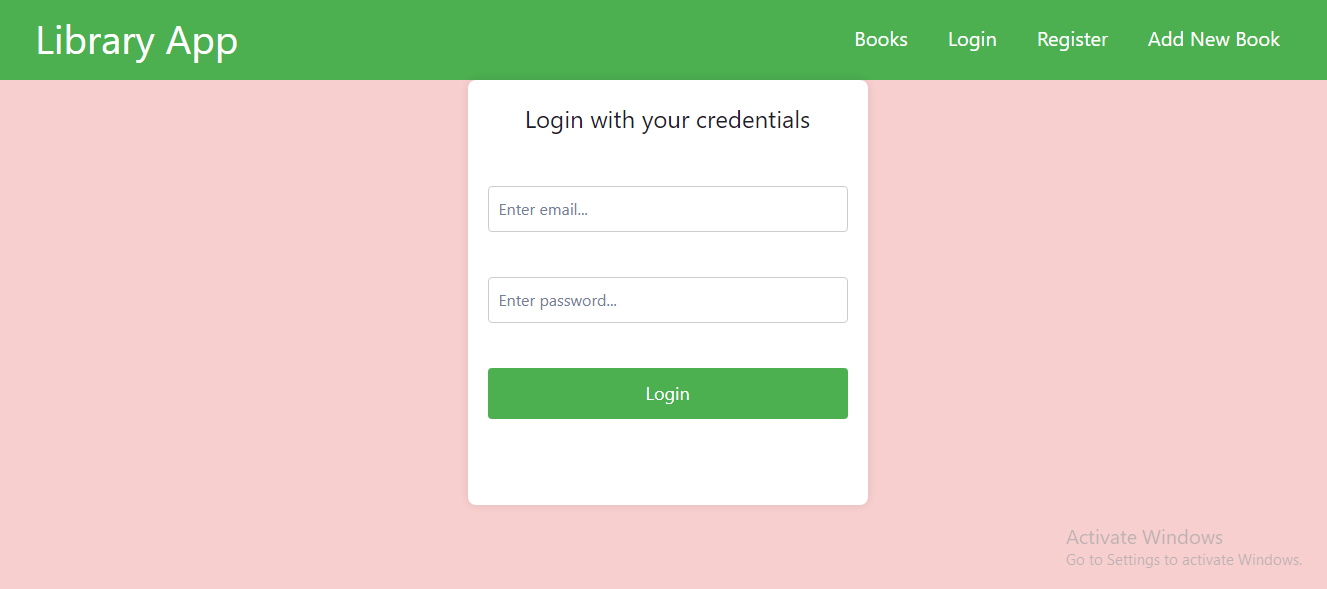 Library App
Books Login Register Add New Book
Login with your credentials
Enter email...
Enter password...
Login
Activate Windows
Go to Settings to activate Windows.